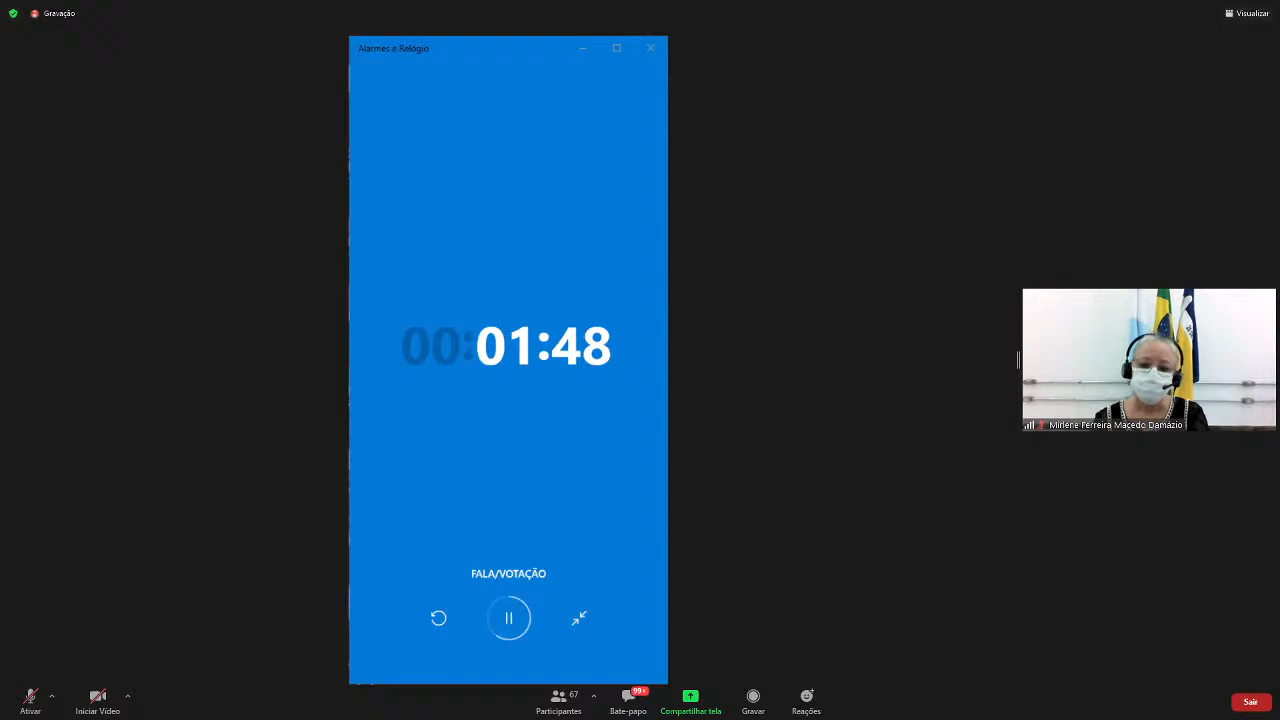 Gravação
Visualizar
Alarmes e Relógio
00:01:48
Mirlene Ferreira Macedo Damázio
FALA/VOTAÇÃO
67
99+
Ativar
Iniciar Vídeo
Participantes
Bate-papo
Compartilhar tela
Gravar
Reações
Sair